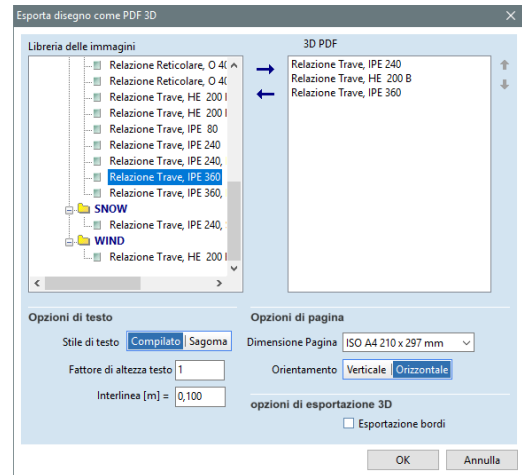 Esporta disegno come PDF 3D
Libreria delle immagini
Relazione Reticolare, O 40
Relazione Reticolare, O 40
Relazione Trave, HE 200 I
Relazione Trave, HE 200 I
Relazione Trave, IPE 80
Relazione Trave, IPE 240
Relazione Trave, IPE 240,
Relazione Trave, IPE 360
Relazione Trave, IPE 360,
SNOW
Relazione Trave, IPE 240,
WIND
Relazione Trave, HE 200 I
3D PDF
Relazione Trave, IPE 240
Relazione Trave, HE 200 B
Relazione Trave, IPE 360
Opzioni di testo
Stile di testo Compilato Sagoma
Fattore di altezza testo 1
Interlinea [m] = 0,100
Opzioni di pagina
Dimensione Pagina ISO A4 210 x 297 mm
Orientamento Verticale Orizzontale
opzioni di esportazione 3D
Esportazione bordi
OK Annulla